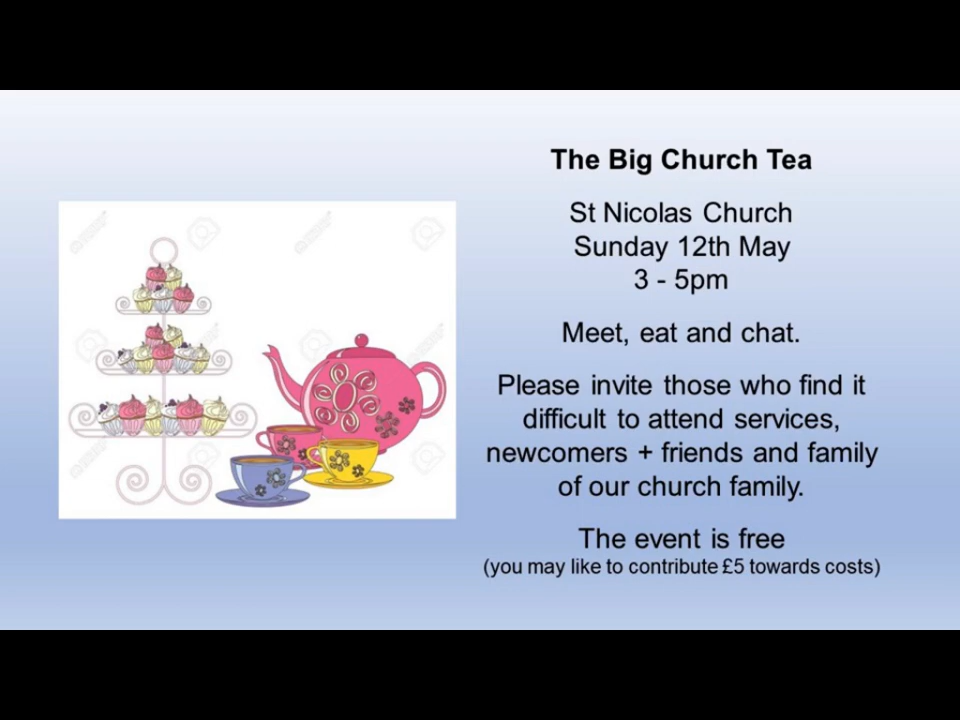 The Big Church Tea
St Nicolas Church
Sunday 12th May
3 - 5pm
Meet, eat and chat.
Please invite those who find it
difficult to attend services,
newcomers + friends and family
of our church family.
The event is free
(you may like to contribute £5 towards costs)